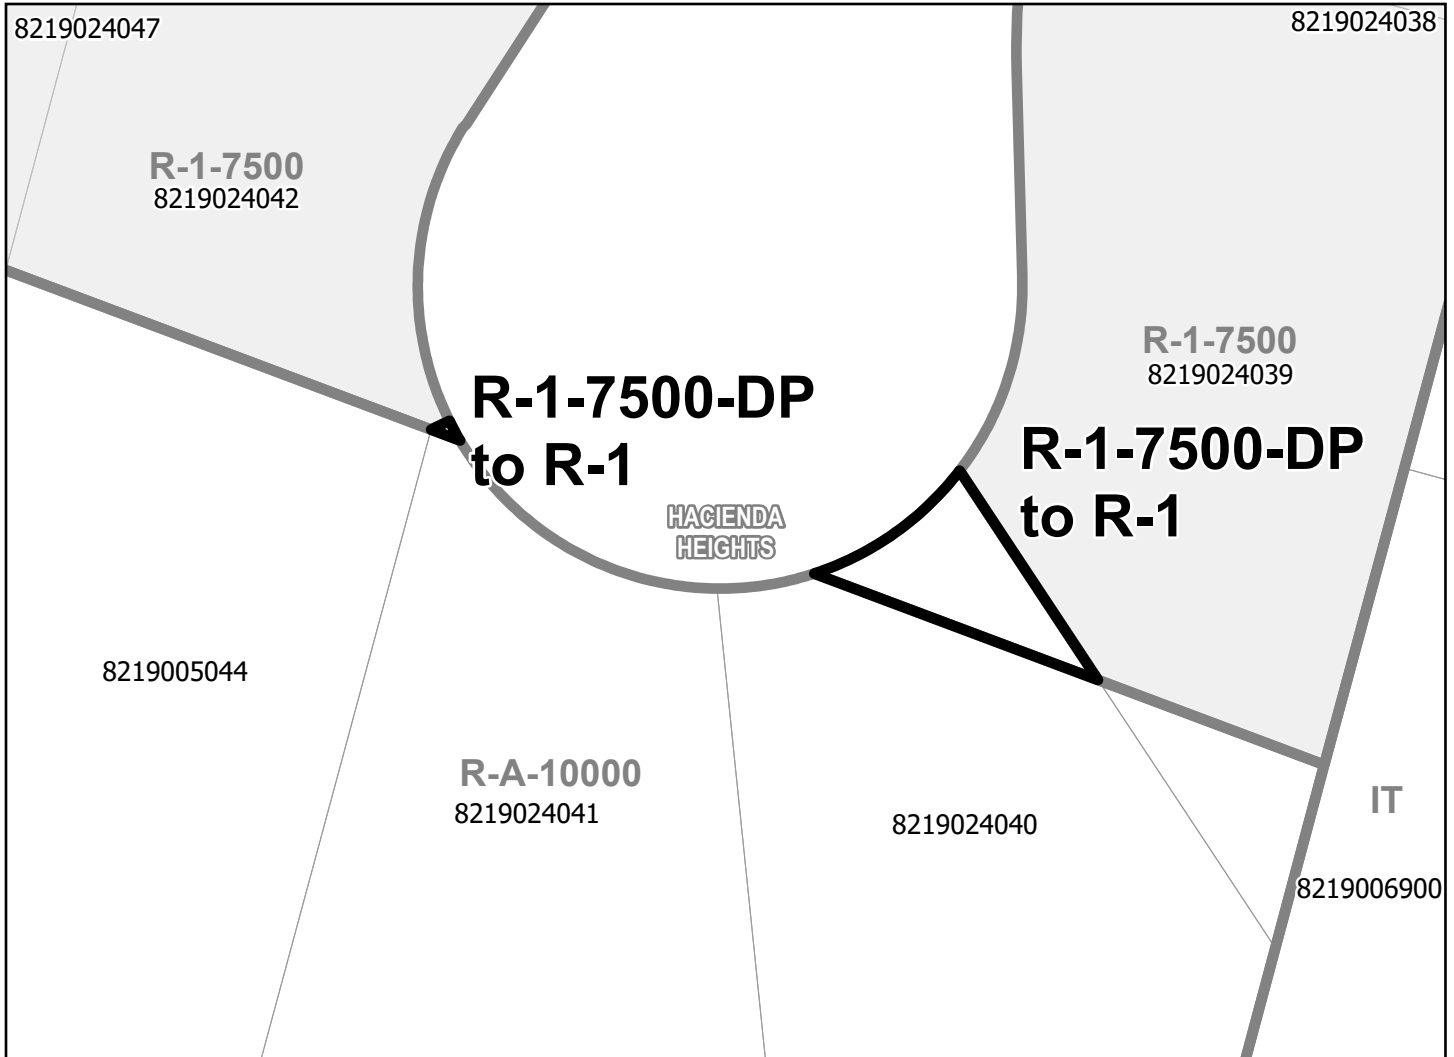 8219024047
8219024038
R-1-7500
8219024042
R-1-7500
8219024039
R-1-7500-DP
to R-1
R-1-7500-DP
to R-1
HACIENDA
HEIGHTS
8219005044
R-A-10000
8219024041
8219024040
IT
8219006900